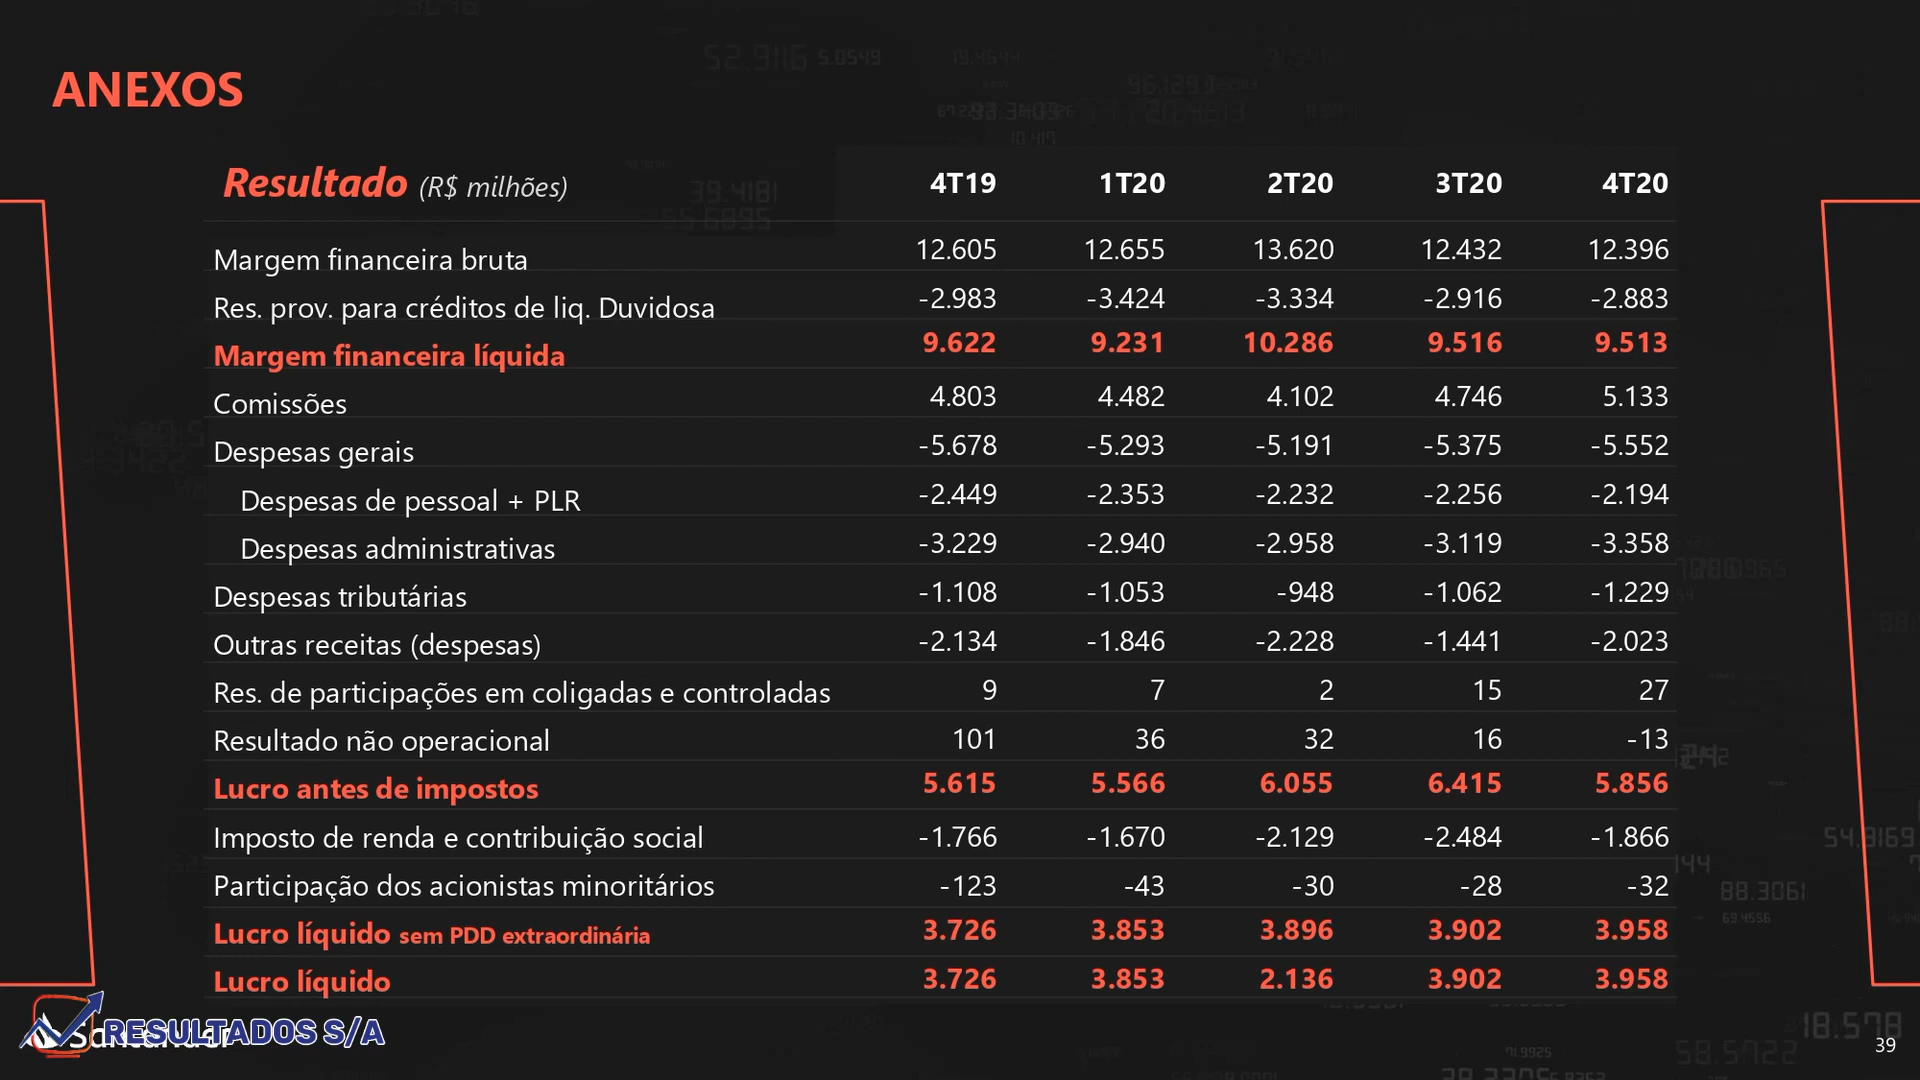 ANEXOS
Resultado (R$ milhões) 4T19 1T20 2T20 3T20 4T20
Margem financeira bruta 12.605 12.655 13.620 12.432 12.396
Res. prov. para créditos de liq. Duvidosa -2.983 -3.424 -3.334 -2.916 -2.883
Margem financeira líquida 9.622 9.231 10.286 9.516 9.513
Comissões 4.803 4.482 4.102 4.746 5.133
Despesas gerais -5.678 -5.293 -5.191 -5.375 -5.552
Despesas de pessoal + PLR -2.449 -2.353 -2.232 -2.256 -2.194
Despesas administrativas -3.229 -2.940 -2.958 -3.119 -3.358
Despesas tributárias -1.108 -1.053 -948 -1.062 -1.229
Outras receitas (despesas) -2.134 -1.846 -2.228 -1.441 -2.023
Res. de participações em coligadas e controladas 9 7 2 15 27
Resultado não operacional 101 36 32 16 -13
Lucro antes de impostos 5.615 5.566 6.055 6.415 5.856
Imposto de renda e contribuição social -1.766 -1.670 -2.129 -2.484 -1.866
Participação dos acionistas minoritários -123 -43 -30 -28 -32
Lucro líquido sem PDD extraordinária 3.726 3.853 3.896 3.902 3.958
Lucro líquido 3.726 3.853 2.136 3.902 3.958
RESULTADOS S/A
39